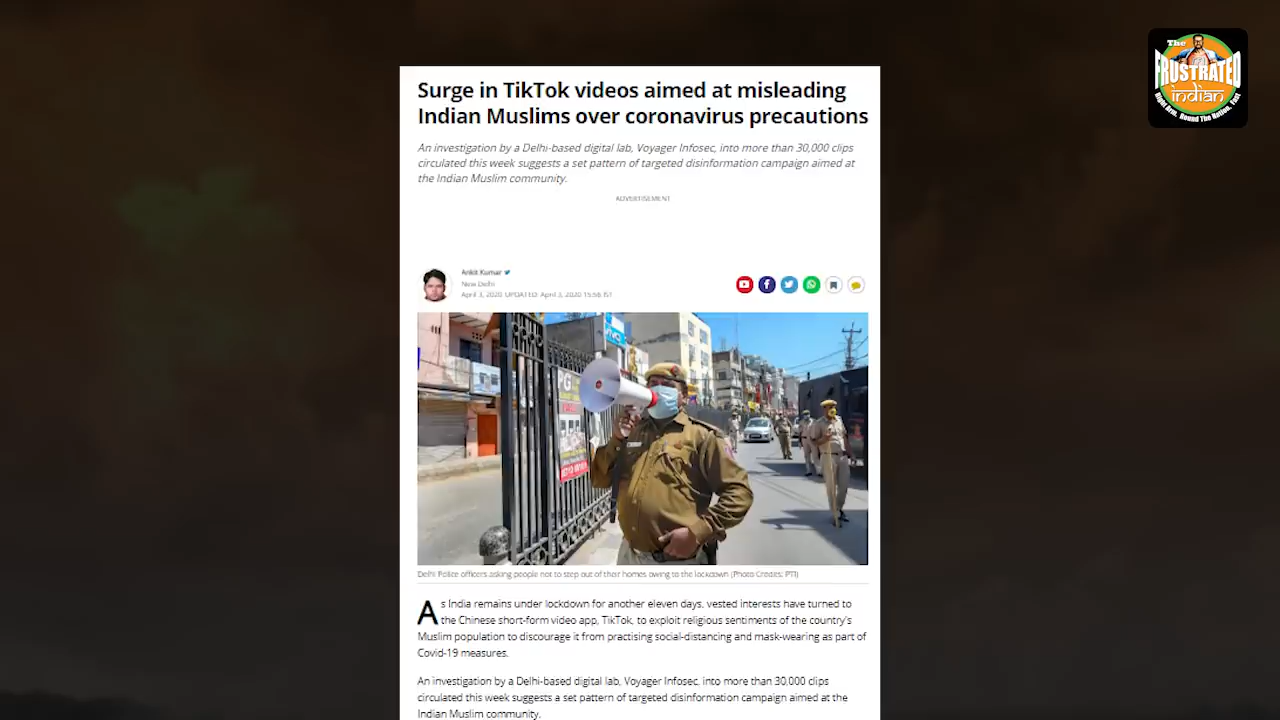 The
FRUSTRATED
indian
Right Arm. Round The Nation. Fast
Surge in TikTok videos aimed at misleading
Indian Muslims over coronavirus precautions
An investigation by a Delhi-based digital lab, Voyager Infosec, into more than 30,000 clips
circulated this week suggests a set pattern of targeted disinformation campaign aimed at
the Indian Muslim community.
ADVERTISEMENT
Ankit Kumar
New Delhi
April 3, 2020 UPDATED: April 3, 2020 15:56 IST
PG
Delhi Police officers asking people not to step out of their homes owing to the lockdown (Photo Credits: PTI)
As India remains under lockdown for another eleven days, vested interests have turned to
the Chinese short-form video app, TikTok, to exploit religious sentiments of the country's
Muslim population to discourage it from practising social-distancing and mask-wearing as part of
Covid-19 measures.
An investigation by a Delhi-based digital lab, Voyager Infosec, into more than 30,000 clips
circulated this week suggests a set pattern of targeted disinformation campaign aimed at the
Indian Muslim community.